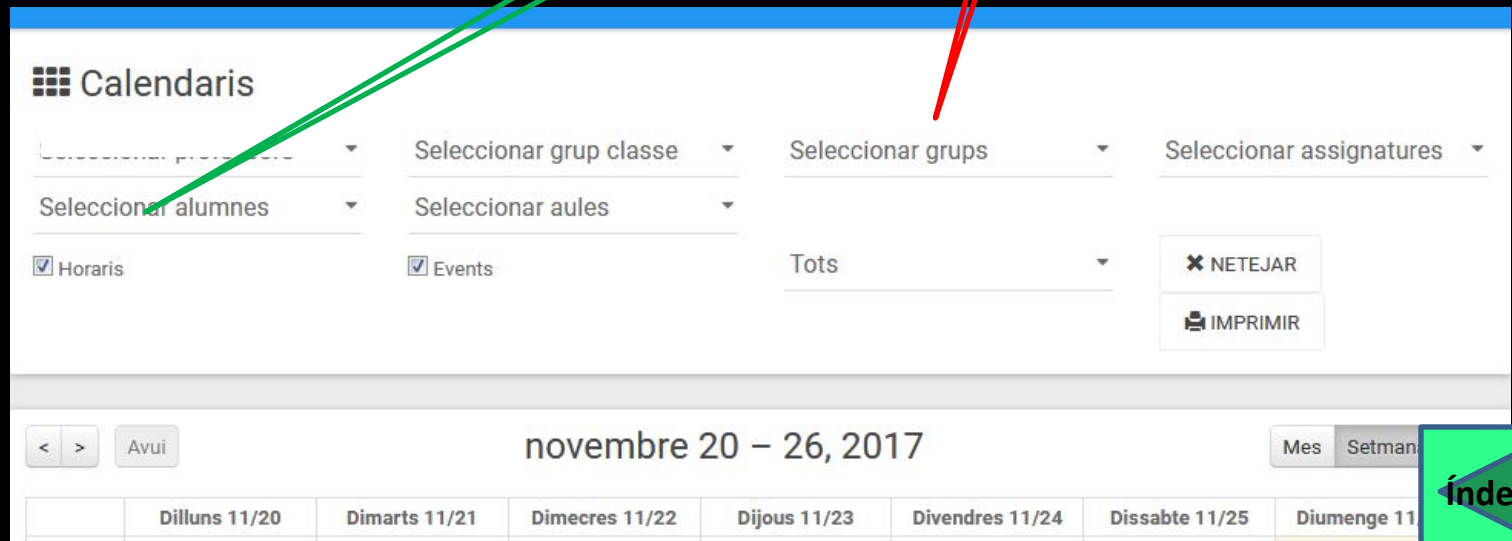 Calendaris
Seleccionar grup classe
Seleccionar grups
Seleccionar assignatures
Seleccionar alumnes
Seleccionar aules
Horaris
Events
Tots
NETEJAR
IMPRIMIR
< > Avui
novembre 20 – 26, 2017
Mes
Dilluns 11/20
Dimarts 11/21
Dimecres 11/22
Dijous 11/23
Divendres 11/24
Dissabte 11/25
Diumenge 11/